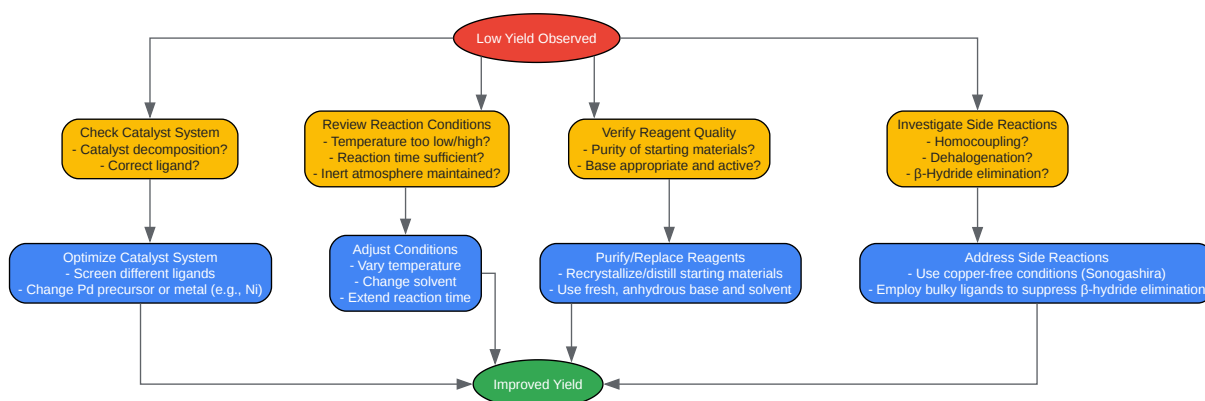 Low Yield Observed
Check Catalyst System
- Catalyst decomposition?
- Correct ligand?
Review Reaction Conditions
- Temperature too low/high?
- Reaction time sufficient?
- Inert atmosphere maintained?
Verify Reagent Quality
- Purity of starting materials?
- Base appropriate and active?
Investigate Side Reactions
- Homocoupling?
- Dehalogenation?
- β-Hydride elimination?
Optimize Catalyst System
- Screen different ligands
- Change Pd precursor or metal (e.g., Ni)
Adjust Conditions
- Vary temperature
- Change solvent
- Extend reaction time
Purify/Replace Reagents
- Recrystallize/distill starting materials
- Use fresh, anhydrous base and solvent
Address Side Reactions
- Use copper-free conditions (Sonogashira)
- Employ bulky ligands to suppress β-hydride elimination
Improved Yield